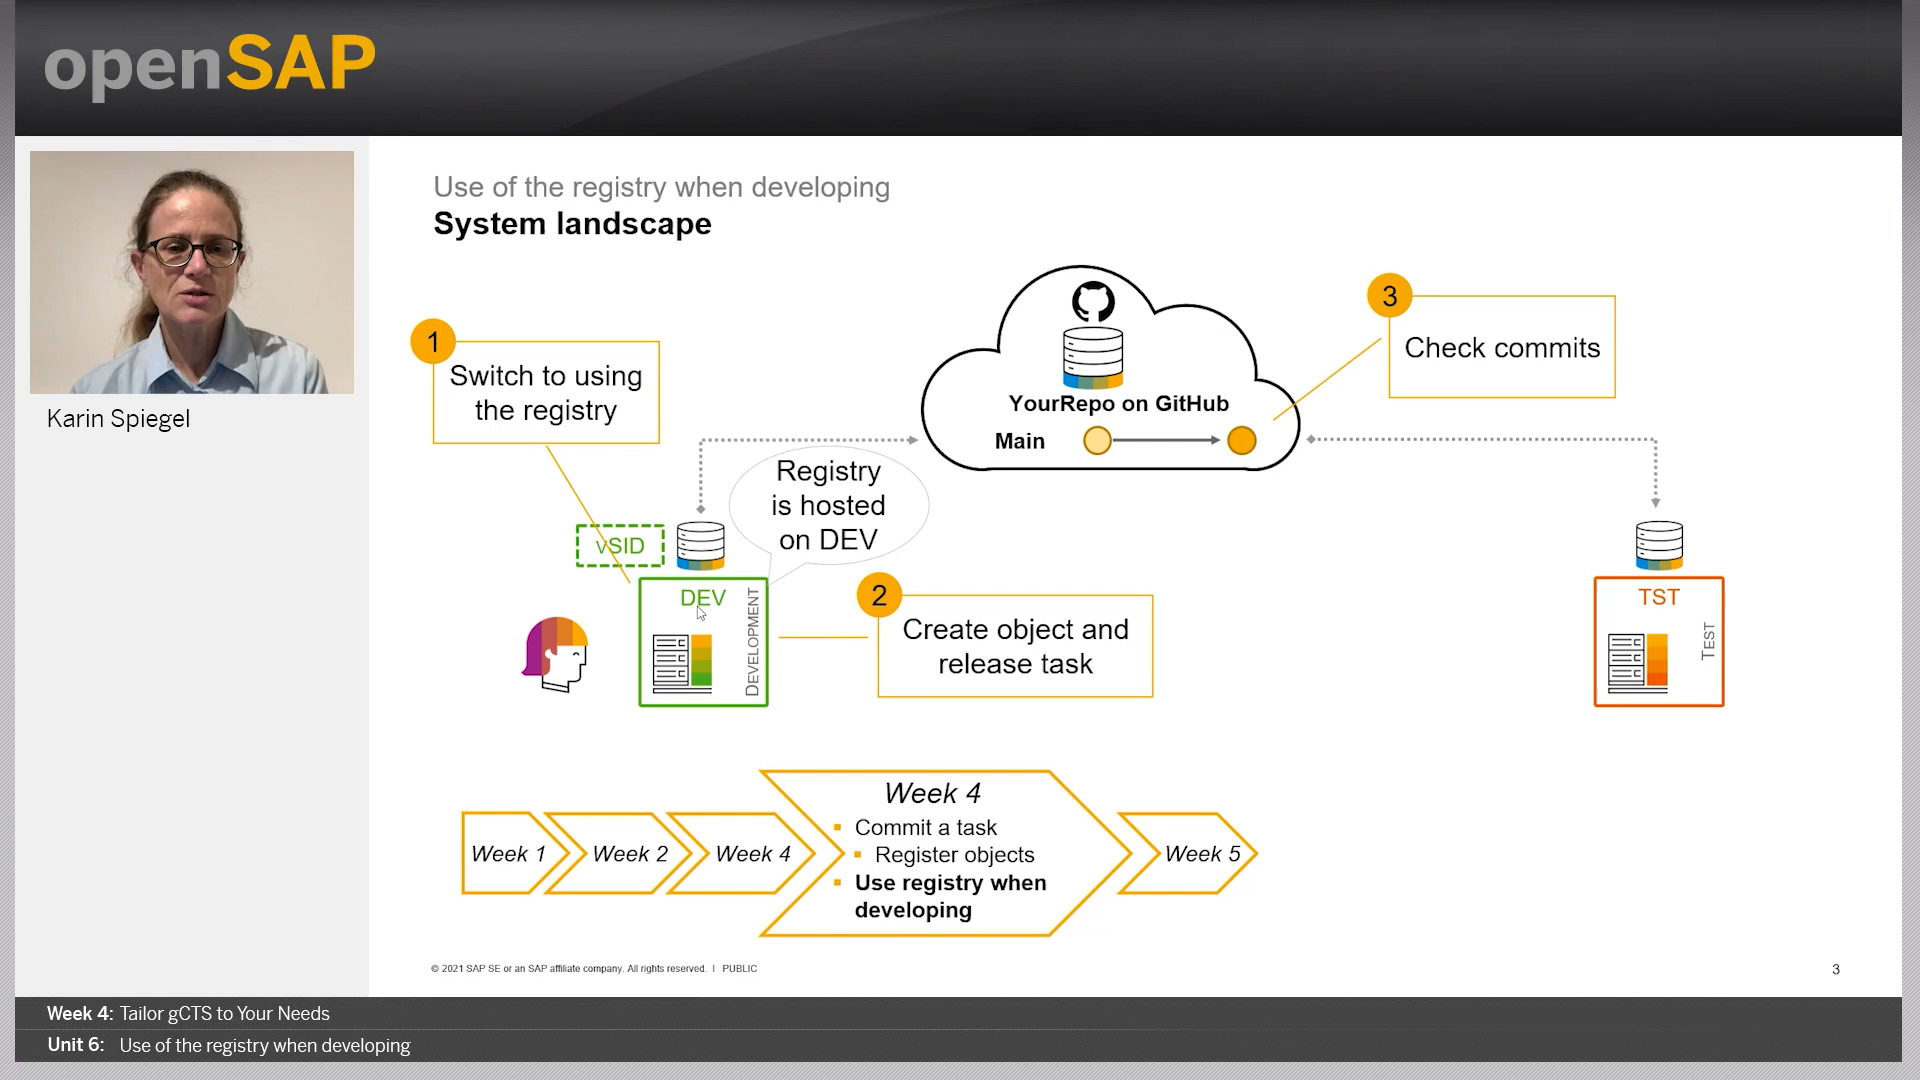 openSAP
Karin Spiegel
Use of the registry when developing
System landscape
1
Switch to using
the registry
YourRepo on GitHub
Main
3
Check commits
Registry
is hosted
on DEV
vSID
DEV
DEVELOPMENT
2
Create object and
release task
TST
TEST
Week 1
Week 2
Week 4
Week 4
Commit a task
Register objects
Use registry when
developing
Week 5
© 2021 SAP SE or an SAP affiliate company. All rights reserved. | PUBLIC
3
Week 4: Tailor gCTS to Your Needs
Unit 6: Use of the registry when developing